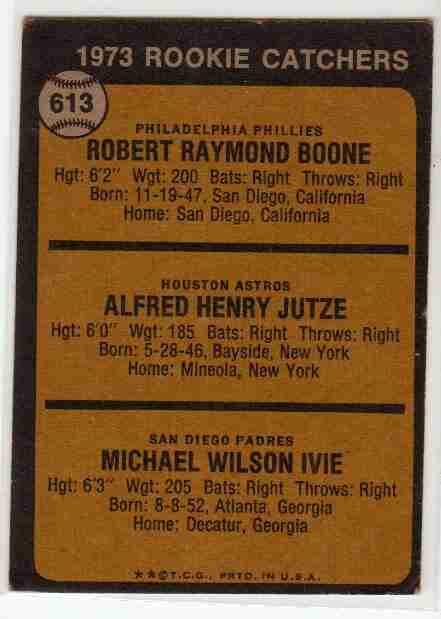 1973 ROOKIE CATCHERS
613
PHILADELPHIA PHILLIES
ROBERT RAYMOND BOONE
Hgt: 6'2" Wgt: 200 Bats: Right Throws: Right
Born: 11-19-47, San Diego, California
Home: San Diego, California
HOUSTON ASTROS
ALFRED HENRY JUTZE
Hgt: 6'0" Wgt: 185 Bats: Right Throws: Right
Born: 5-28-46, Bayside, New York
Home: Mineola, New York
SAN DIEGO PADRES
MICHAEL WILSON IVIE
Hgt: 6'3" Wgt: 205 Bats: Right Throws: Right
Born: 8-8-52, Atlanta, Georgia
Home: Decatur, Georgia
★★©T.C.G., PRTD. IN U.S.A.